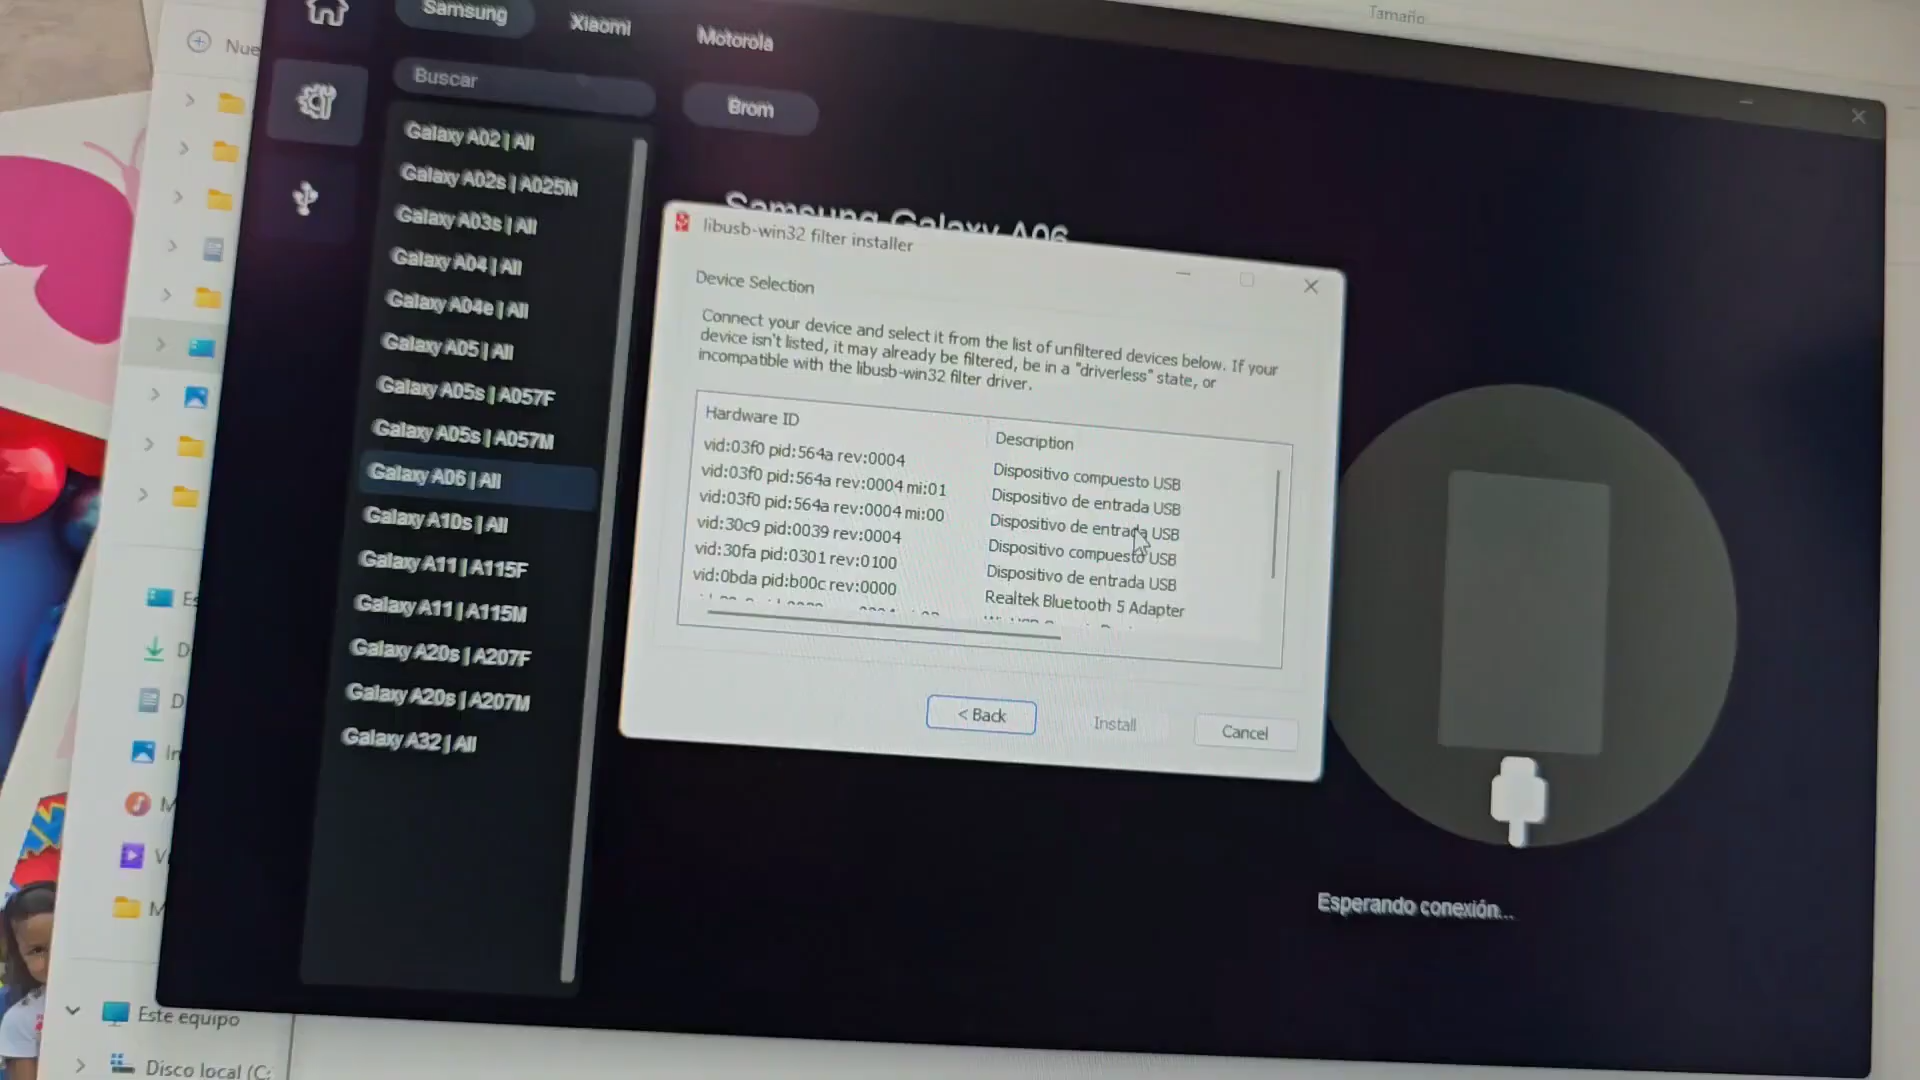 Tamaño
Samsung
Xiaomi
Motorola
Nue
Buscar
Brom
Galaxy A02 | All
Galaxy A02s | A025M
Galaxy A03s | All
Galaxy A04 | All
Galaxy A04e | All
Galaxy A05 | All
Galaxy A05s | A057F
Galaxy A05s | A057M
Galaxy A06 | All
Galaxy A10s | All
Galaxy A11 | A115F
Galaxy A11 | A115M
Galaxy A20s | A207F
Galaxy A20s | A207M
Galaxy A32 | All
Samsung Galaxy A06
libusb-win32 filter installer
Device Selection
Connect your device and select it from the list of unfiltered devices below. If your
device isn't listed, it may already be filtered, be in a "driverless" state, or
incompatible with the libusb-win32 filter driver.
Hardware ID Description
vid:03f0 pid:564a rev:0004 Dispositivo compuesto USB
vid:03f0 pid:564a rev:0004 mi:01 Dispositivo de entrada USB
vid:03f0 pid:564a rev:0004 mi:00 Dispositivo de entrada USB
vid:30c9 pid:0039 rev:0004 Dispositivo compuesto USB
vid:30fa pid:0301 rev:0100 Dispositivo de entrada USB
vid:0bda pid:b00c rev:0000 Realtek Bluetooth 5 Adapter
< Back
Install
Cancel
Esperando conexión...
Es
D
D
In
M
V
M
Este equipo
Disco local (C: